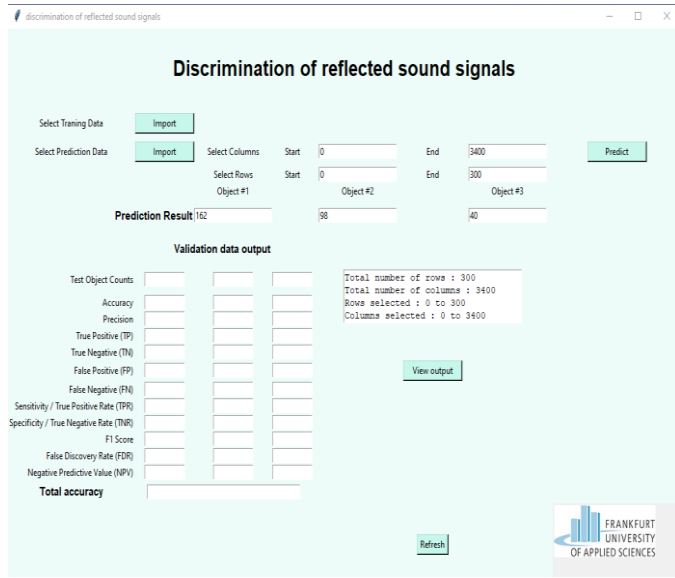 discrimination of reflected sound signals
Discrimination of reflected sound signals
Select Traning Data Import
Select Prediction Data Import Select Columns Start 0 End 3400 Predict
Select Rows Start 0 End 300
Object #1 Object #2 Object #3
Prediction Result 162 98 40
Validation data output
Test Object Counts
Total number of rows : 300
Total number of columns : 3400
Rows selected : 0 to 300
Columns selected : 0 to 3400
Accuracy
Precision
True Positive (TP)
True Negative (TN)
False Positive (FP)
View output
False Negative (FN)
Sensitivity / True Positive Rate (TPR)
Specificity / True Negative Rate (TNR)
F1 Score
False Discovery Rate (FDR)
Negative Predictive Value (NPV)
Total accuracy
Refresh
FRANKFURT
UNIVERSITY
OF APPLIED SCIENCES